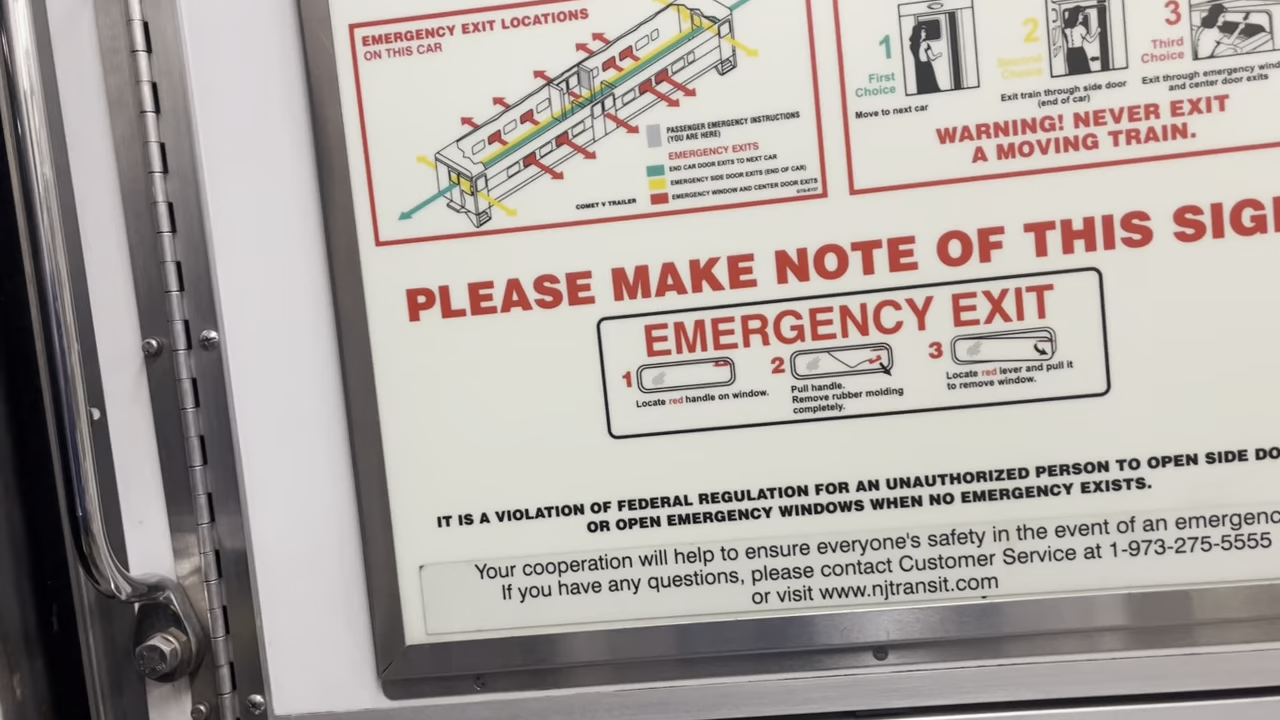 EMERGENCY EXIT LOCATIONS
ON THIS CAR
PASSENGER EMERGENCY INSTRUCTIONS
(YOU ARE HERE)
EMERGENCY EXITS
END CAR DOOR EXITS TO NEXT CAR
EMERGENCY SIDE DOOR EXITS (END OF CAR)
EMERGENCY WINDOW AND CENTER DOOR EXITS
COMET V TRAILER
1
First
Choice
Move to next car
2
Second
Choice
Exit train through side door
(end of car)
3
Third
Choice
Exit through emergency wind
and center door exits
WARNING! NEVER EXIT
A MOVING TRAIN.
PLEASE MAKE NOTE OF THIS SIG
EMERGENCY EXIT
1
Locate red handle on window.
2
Pull handle.
Remove rubber molding
completely.
3
Locate red lever and pull it
to remove window.
IT IS A VIOLATION OF FEDERAL REGULATION FOR AN UNAUTHORIZED PERSON TO OPEN SIDE DO
OR OPEN EMERGENCY WINDOWS WHEN NO EMERGENCY EXISTS.
Your cooperation will help to ensure everyone's safety in the event of an emergenc
If you have any questions, please contact Customer Service at 1-973-275-5555
or visit www.njtransit.com